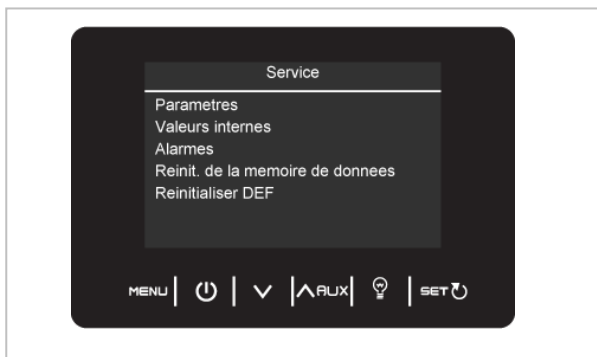 Service
Parametres
Valeurs internes
Alarmes
Reinit. de la memoire de donnees
Reinitialiser DEF
MENU AUX SET